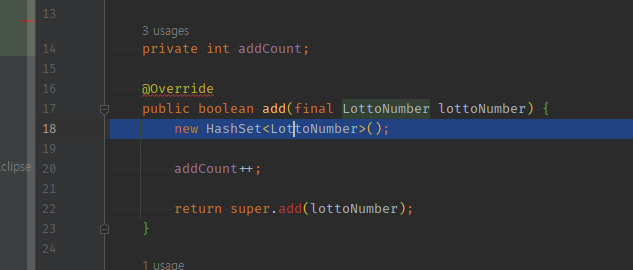 13
3 usages
14 private int addCount;
15
16 @Override
17 public boolean add(final LottoNumber lottoNumber) {
18 new HashSet<LottoNumber>();
19
Eclipse 20 addCount++;
21
22 return super.add(lottoNumber);
23 }
24
1 usage